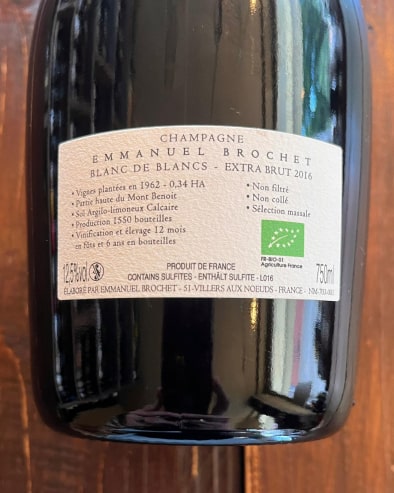 CHAMPAGNE
EMMANUEL BROCHET
BLANC DE BLANCS - EXTRA BRUT 2016
• Vignes plantées en 1962 - 0,34 HA
• Partie haute du Mont Benoit
• Sol Argilo-limoneux Calcaire
• Production 1550 bouteilles
• Vinification et élevage 12 mois
en fûts et 6 ans en bouteilles
• Non filtré
• Non collé
• Sélection massale
FR-BIO-01
Agriculture France
12,5%vol
PRODUIT DE FRANCE
CONTAINS SULFITES - ENTHÄLT SULFITE - L016
750ml
ÉLABORÉ PAR EMMANUEL BROCHET - 51-VILLERS AUX NOEUDS - FRANCE -